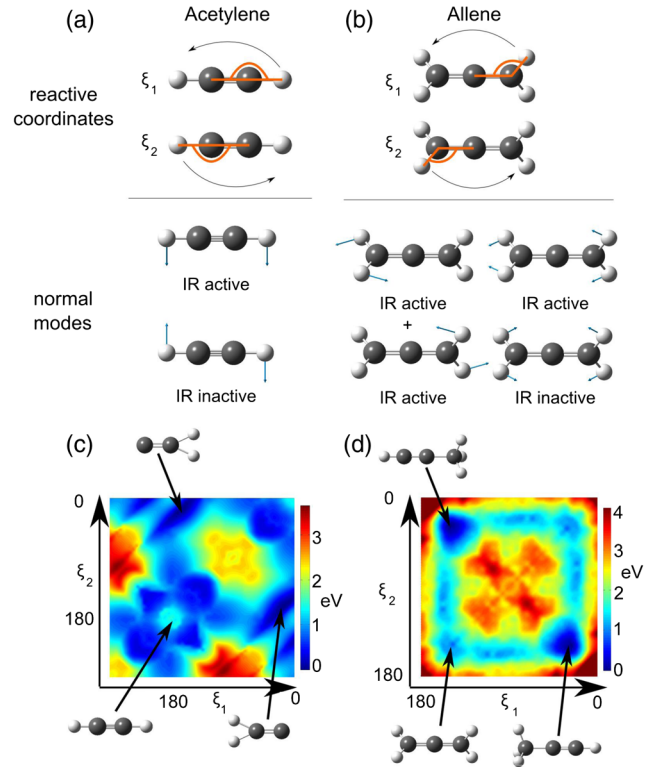 (a)
Acetylene
(b)
Allene
ξ1
ξ1
reactive
coordinates
ξ2
ξ2
IR active
IR active
IR active
normal
modes
+
IR inactive
IR active
IR inactive
(c)
(d)
0
3
2
1
0
eV
ξ2
180
180
ξ1
0
0
4
3
2
1
0
eV
ξ2
180
180
ξ1
0